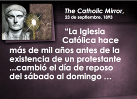 The Catholic Mirror,
23 de septiembre, 1893
“La Iglesia
Católica hace
más de mil años antes de la
existencia de un protestante
...cambió el día de reposo
del sábado al domingo ...